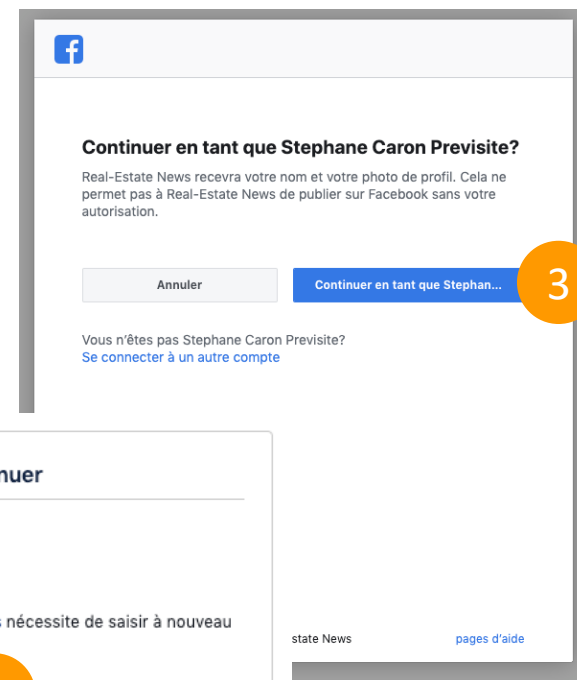 Continuer en tant que Stephane Caron Previsite?
Real-Estate News recevra votre nom et votre photo de profil. Cela ne
permet pas à Real-Estate News de publier sur Facebook sans votre
autorisation.
Annuler
Continuer en tant que Stephan...
3
Vous n'êtes pas Stephane Caron Previsite?
Se connecter à un autre compte
nuer
nécessite de saisir à nouveau
state News
pages d'aide